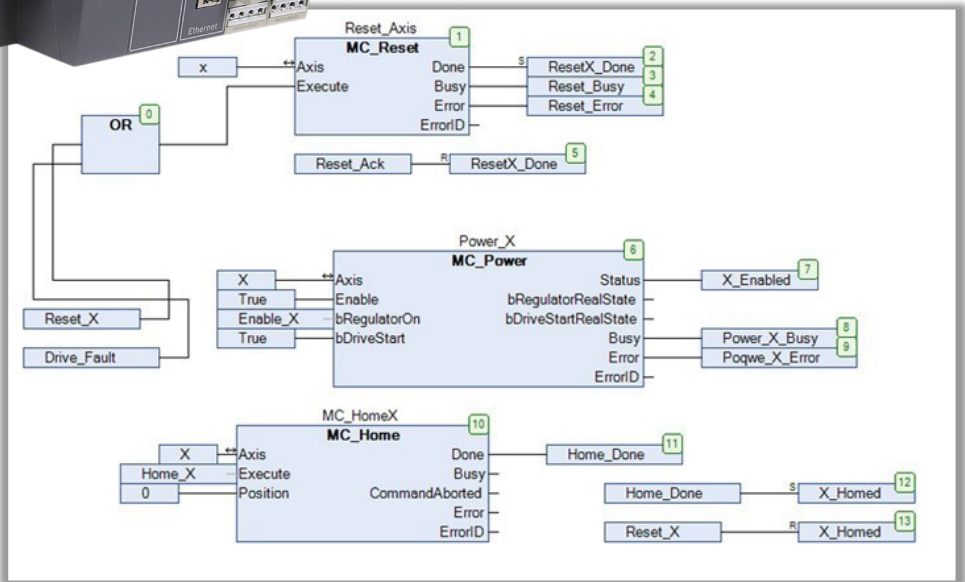 Ethernet
Reset_Axis
1
MC_Reset
x
Axis
Done
S
ResetX_Done
2
Execute
Busy
Reset_Busy
3
Error
Reset_Error
4
ErrorID
OR
0
Reset_Ack
R
ResetX_Done
5
Power_X
6
MC_Power
X
Axis
Status
X_Enabled
7
True
Enable
bRegulatorRealState
Enable_X
bRegulatorOn
bDriveStartRealState
True
bDriveStart
Busy
Power_X_Busy
8
Error
Poqwe_X_Error
9
ErrorID
Reset_X
Drive_Fault
MC_HomeX
10
MC_Home
X
Axis
Done
Home_Done
11
Home_X
Execute
Busy
0
Position
CommandAborted
Error
ErrorID
Home_Done
S
X_Homed
12
Reset_X
R
X_Homed
13